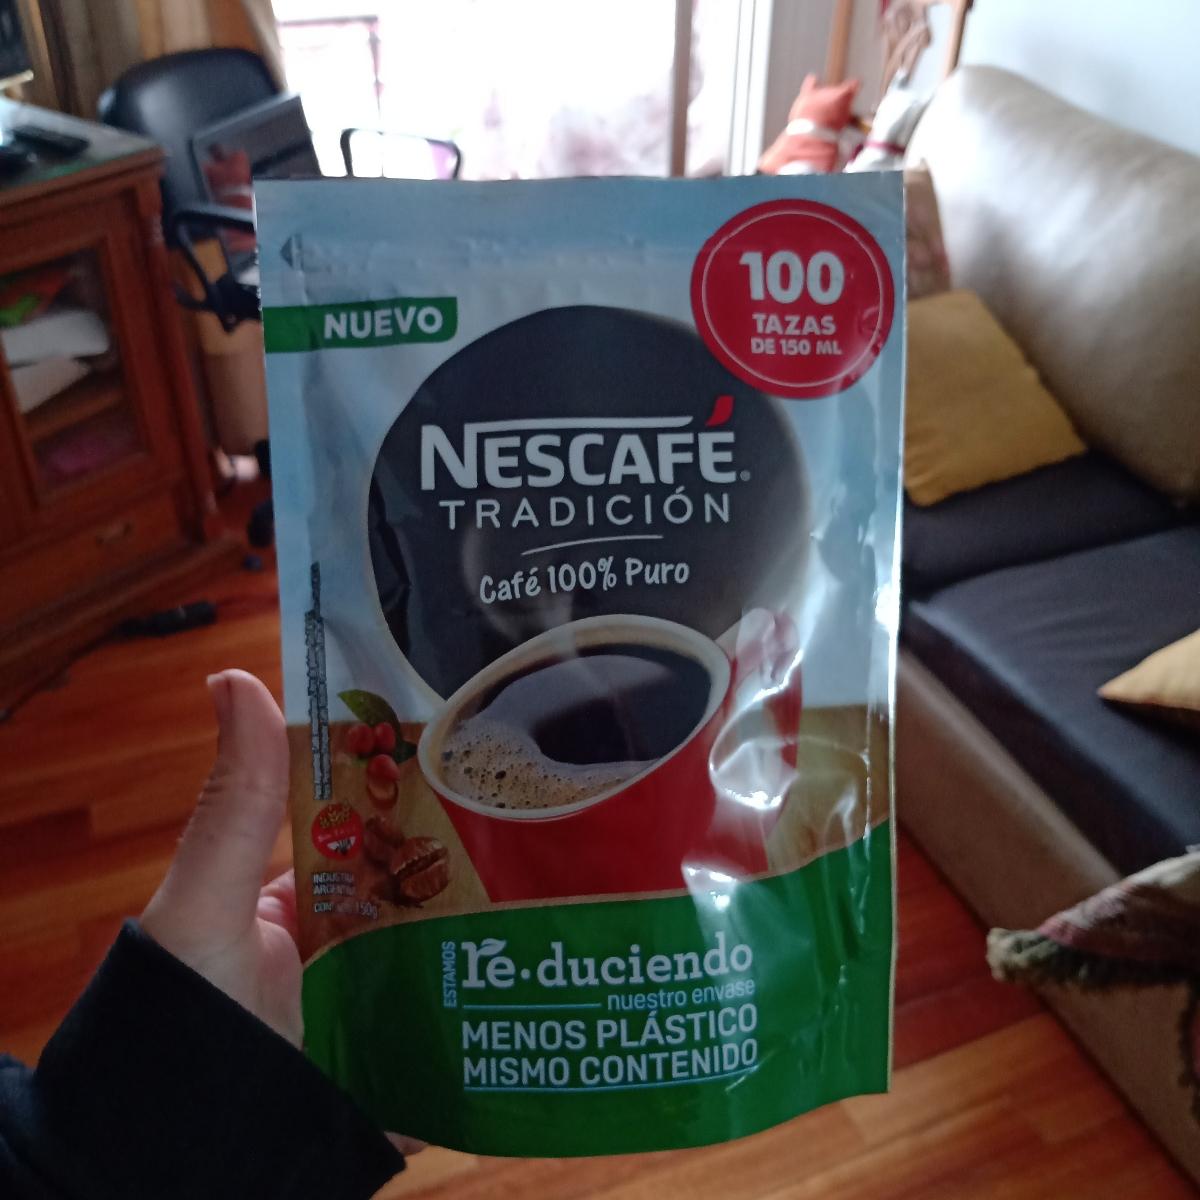 100
TAZAS
DE 150 ML
NUEVO
NESCAFÉ®
TRADICIÓN
Café 100% Puro
INDUSTRIA
ARGENTINA
150g
ESTAMOS
re·duciendo
nuestro envase
MENOS PLÁSTICO
MISMO CONTENIDO